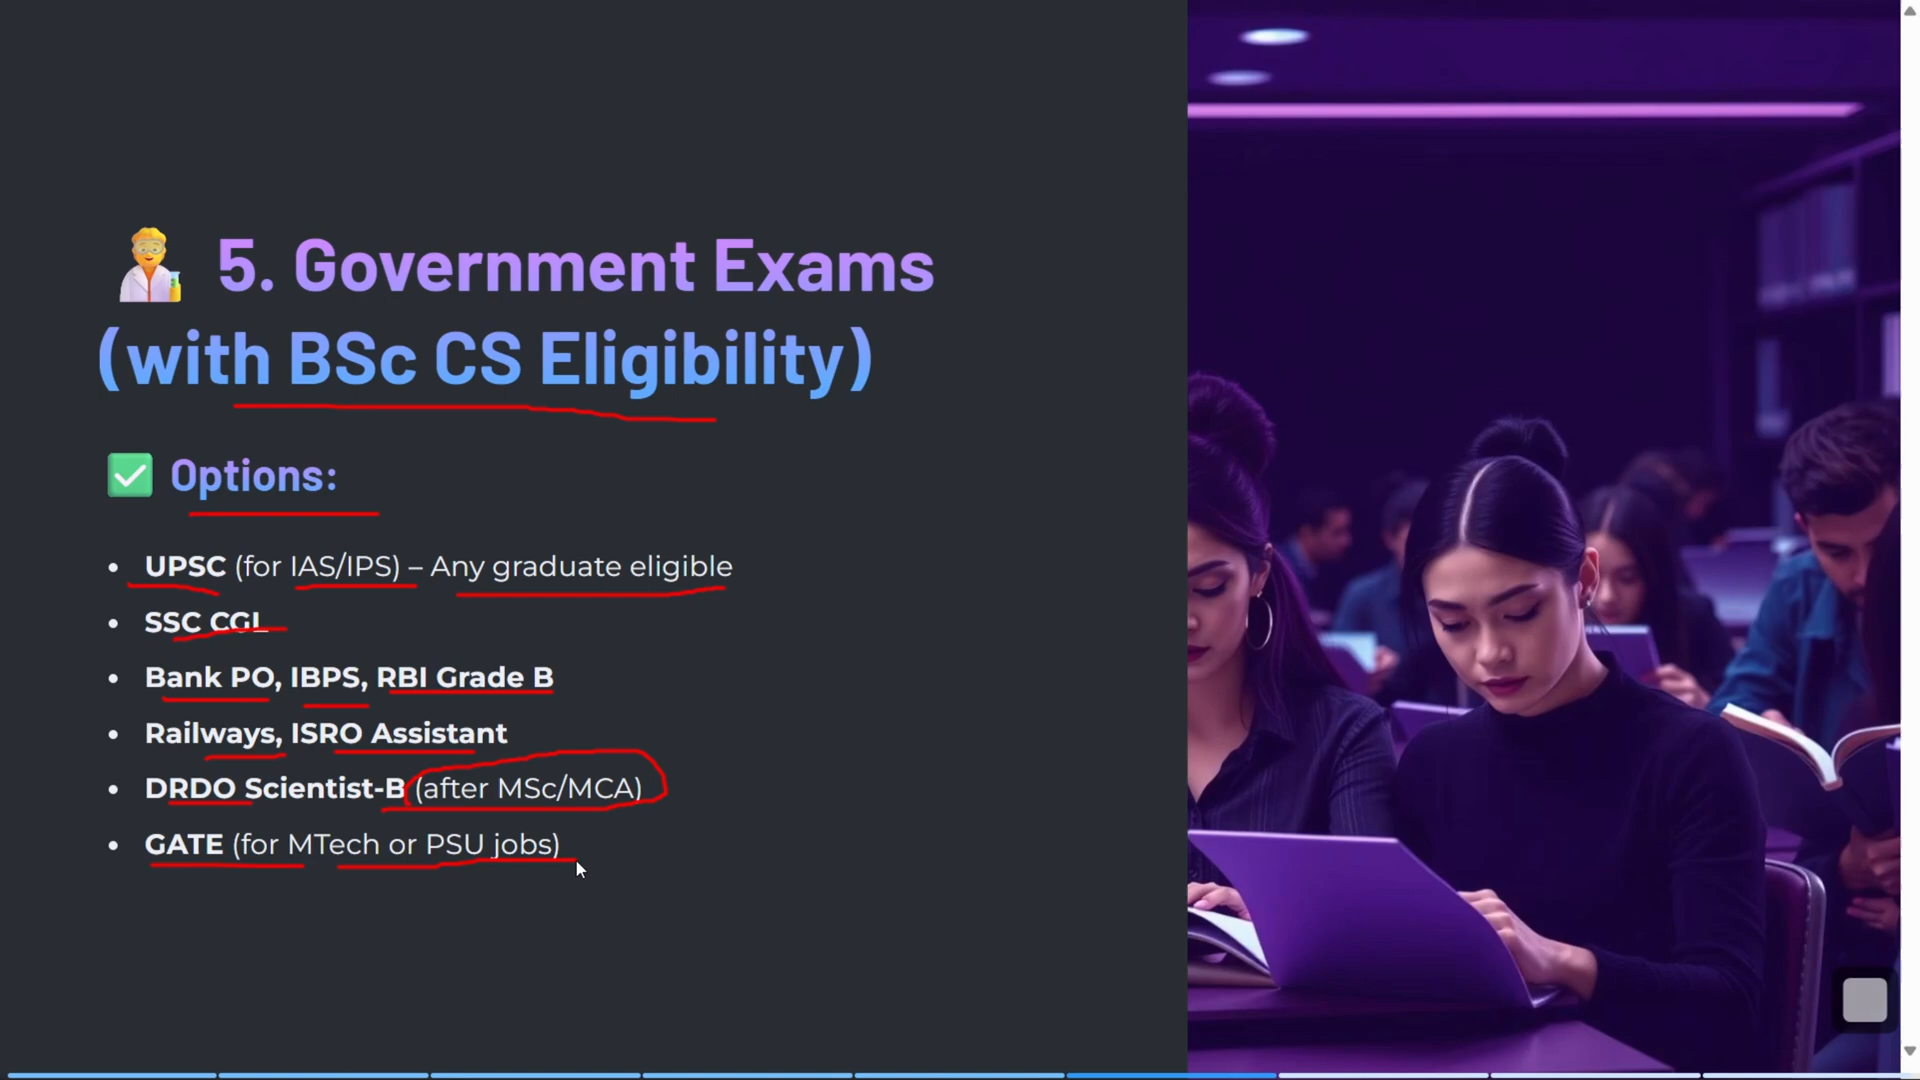 5. Government Exams
(with BSc CS Eligibility)
Options:
UPSC (for IAS/IPS) – Any graduate eligible
SSC CGL
Bank PO, IBPS, RBI Grade B
Railways, ISRO Assistant
DRDO Scientist-B (after MSc/MCA)
GATE (for MTech or PSU jobs)